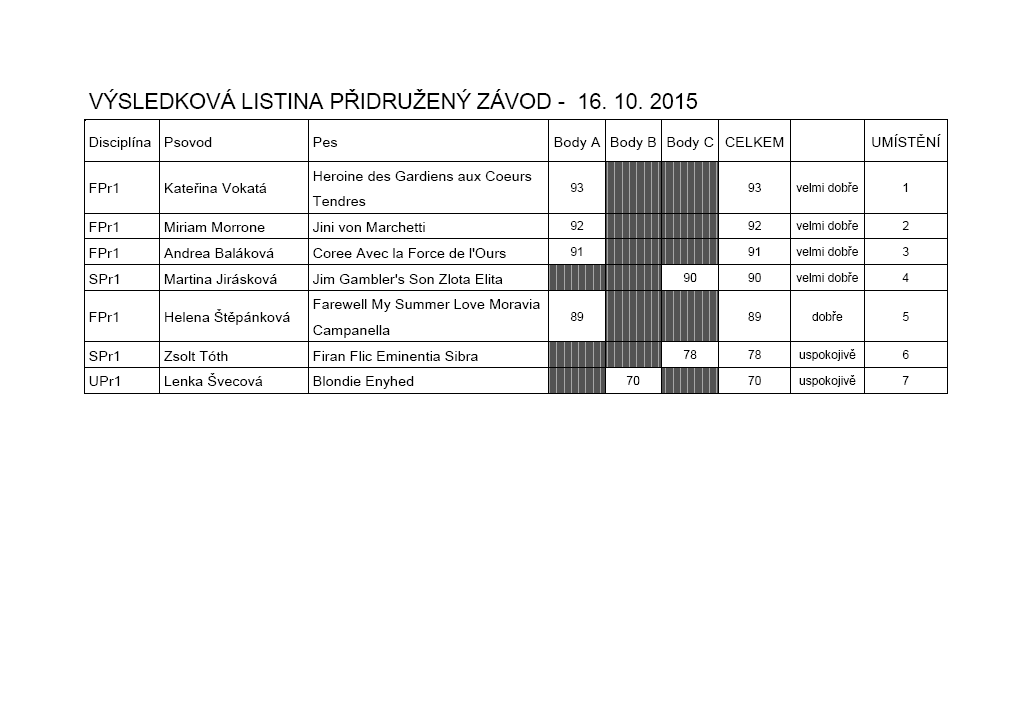 VÝSLEDKOVÁ LISTINA PŘIDRUŽENÝ ZÁVOD - 16. 10. 2015
Disciplína Psovod Pes Body A Body B Body C CELKEM UMÍSTĚNÍ
FPr1 Kateřina Vokatá Heroine des Gardiens aux Coeurs Tendres 93 93 velmi dobře 1
FPr1 Miriam Morrone Jini von Marchetti 92 92 velmi dobře 2
FPr1 Andrea Baláková Coree Avec la Force de l'Ours 91 91 velmi dobře 3
SPr1 Martina Jirásková Jim Gambler's Son Zlota Elita 90 90 velmi dobře 4
FPr1 Helena Štěpánková Farewell My Summer Love Moravia Campanella 89 89 dobře 5
SPr1 Zsolt Tóth Firan Flic Eminentia Sibra 78 78 uspokojivě 6
UPr1 Lenka Švecová Blondie Enyhed 70 70 uspokojivě 7